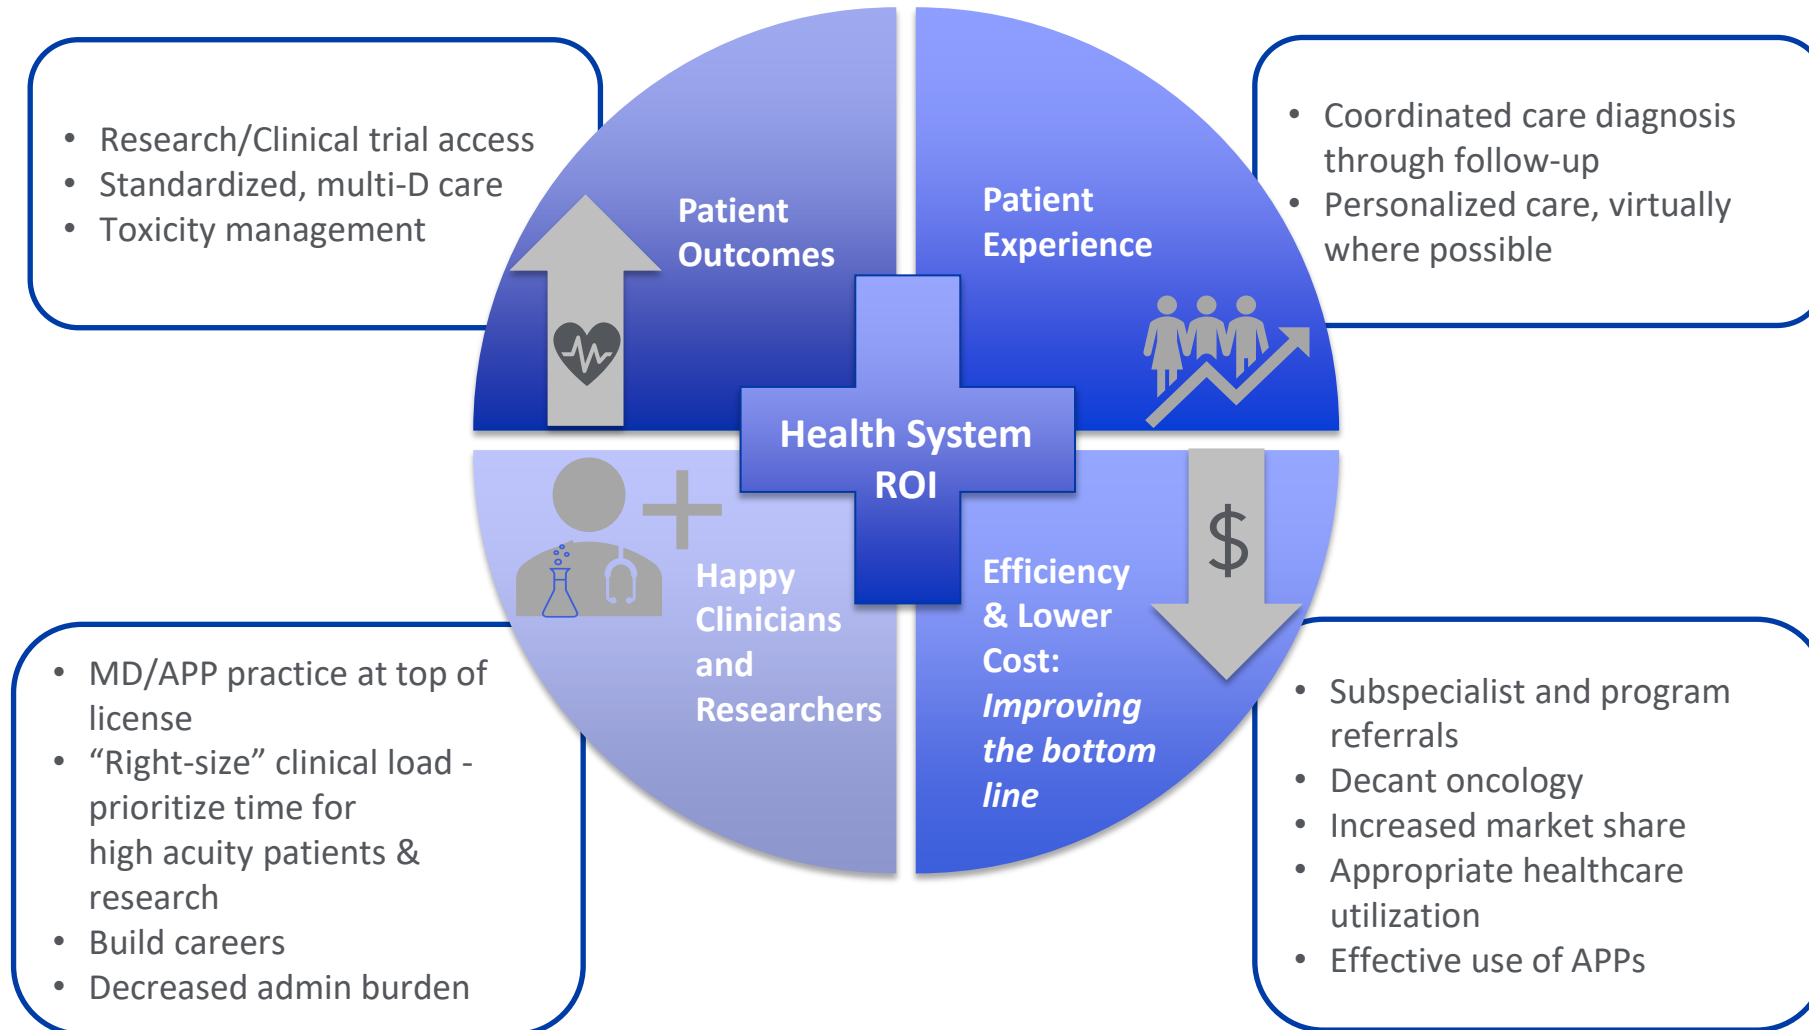 • Research/Clinical trial access
• Standardized, multi-D care
• Toxicity management
Patient
Outcomes
Patient
Experience
• Coordinated care diagnosis
through follow-up
• Personalized care, virtually
where possible
Health System
ROI
Happy
Clinicians
and
Researchers
Efficiency
& Lower
Cost:
Improving
the bottom
line
$
• MD/APP practice at top of
license
• “Right-size” clinical load -
prioritize time for
high acuity patients &
research
• Build careers
• Decreased admin burden
• Subspecialist and program
referrals
• Decant oncology
• Increased market share
• Appropriate healthcare
utilization
• Effective use of APPs